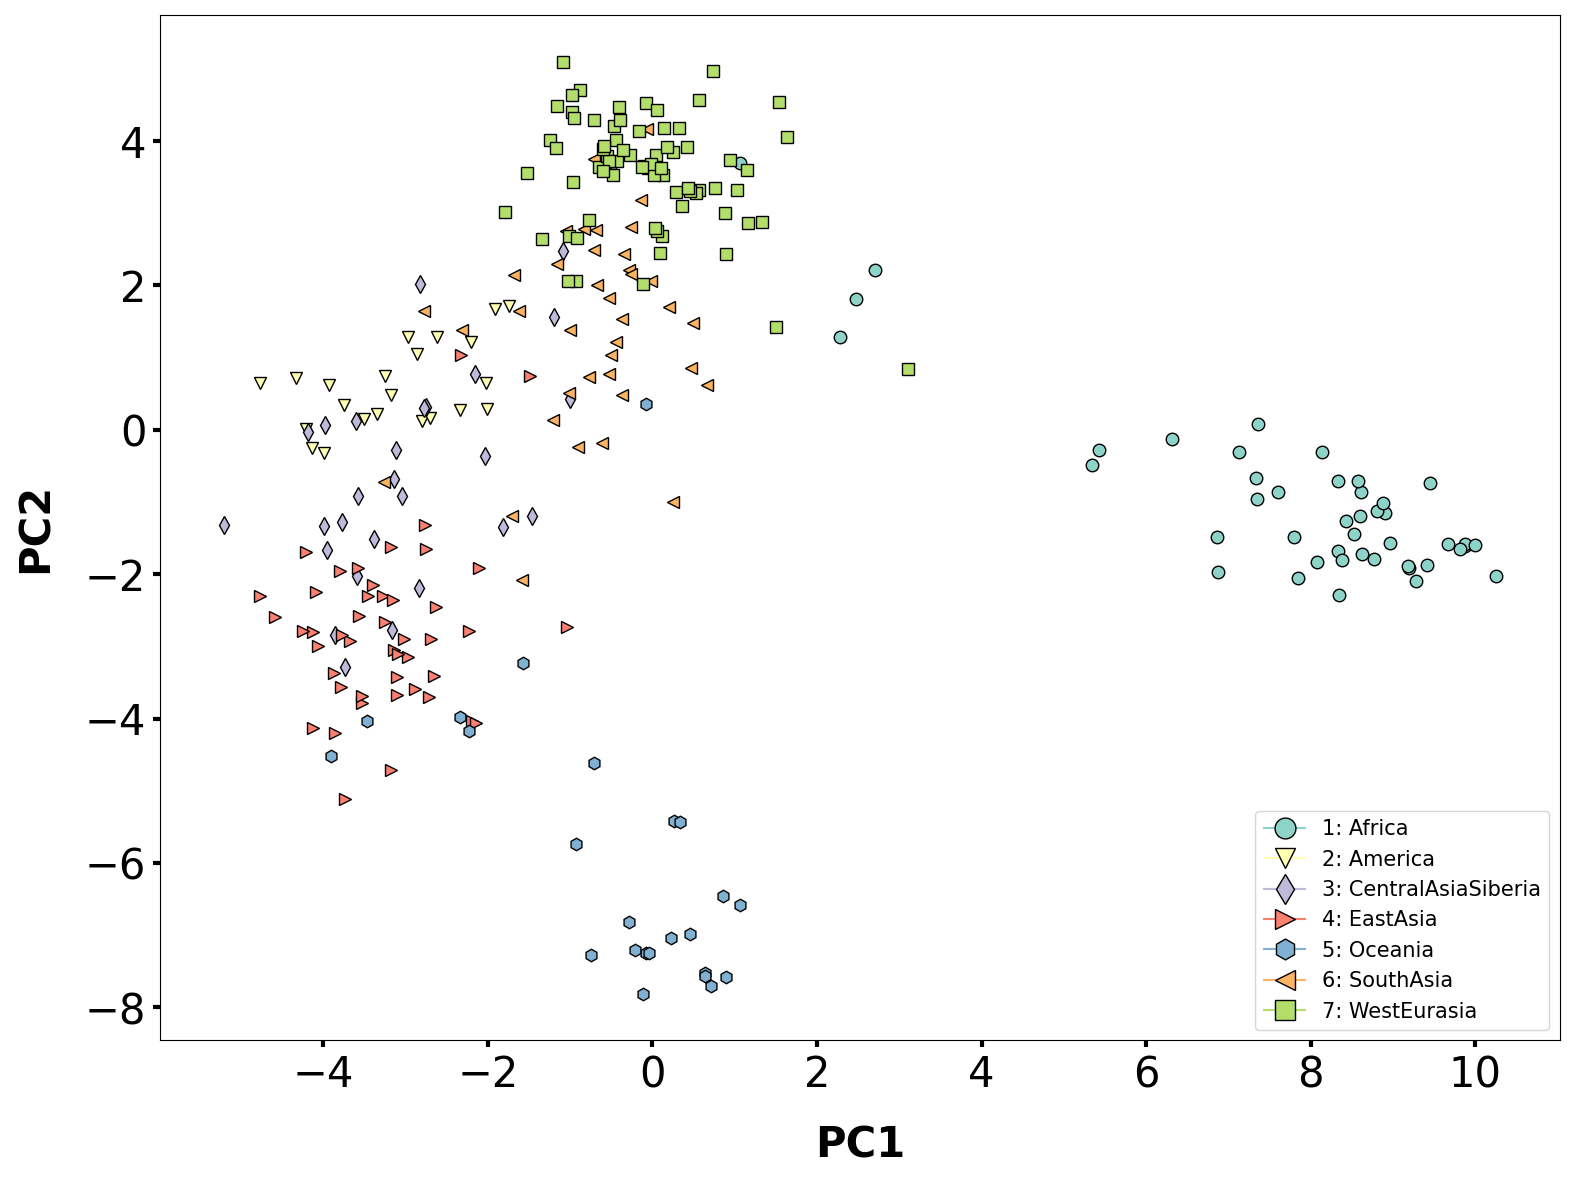 PC2
4
2
0
−2
−4
−6
−8
−4 −2 0 2 4 6 8 10
PC1
1: Africa
2: America
3: CentralAsiaSiberia
4: EastAsia
5: Oceania
6: SouthAsia
7: WestEurasia